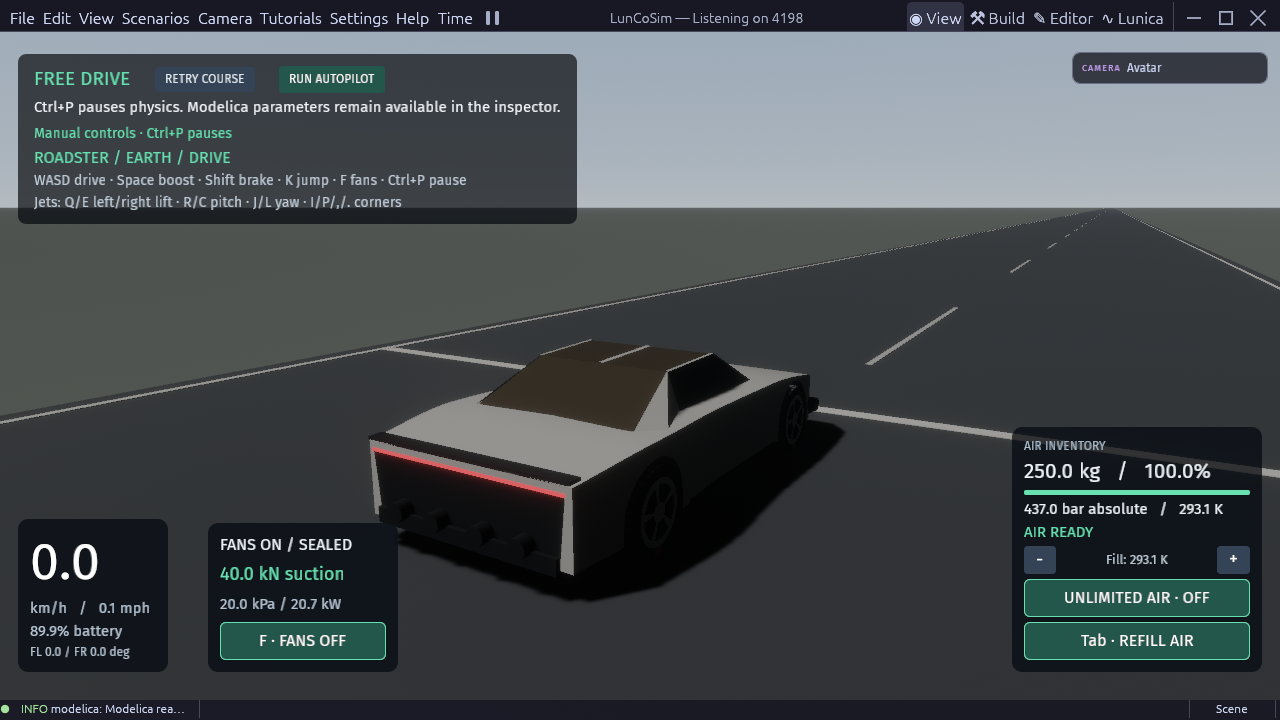 File Edit View Scenarios Camera Tutorials Settings Help Time
LunCoSim — Listening on 4198
View Build Editor Lunica
FREE DRIVE RETRY COURSE RUN AUTOPILOT
Ctrl+P pauses physics. Modelica parameters remain available in the inspector.
Manual controls · Ctrl+P pauses
ROADSTER / EARTH / DRIVE
WASD drive · Space boost · Shift brake · K jump · F fans · Ctrl+P pause
Jets: Q/E left/right lift · R/C pitch · J/L yaw · I/P/,/. corners
CAMERA Avatar
0.0
km/h / 0.1 mph
89.9% battery
FL 0.0 / FR 0.0 deg
FANS ON / SEALED
40.0 kN suction
20.0 kPa / 20.7 kW
F · FANS OFF
AIR INVENTORY
250.0 kg / 100.0%
437.0 bar absolute / 293.1 K
AIR READY
- Fill: 293.1 K +
UNLIMITED AIR · OFF
Tab · REFILL AIR
INFO modelica: Modelica rea...
Scene